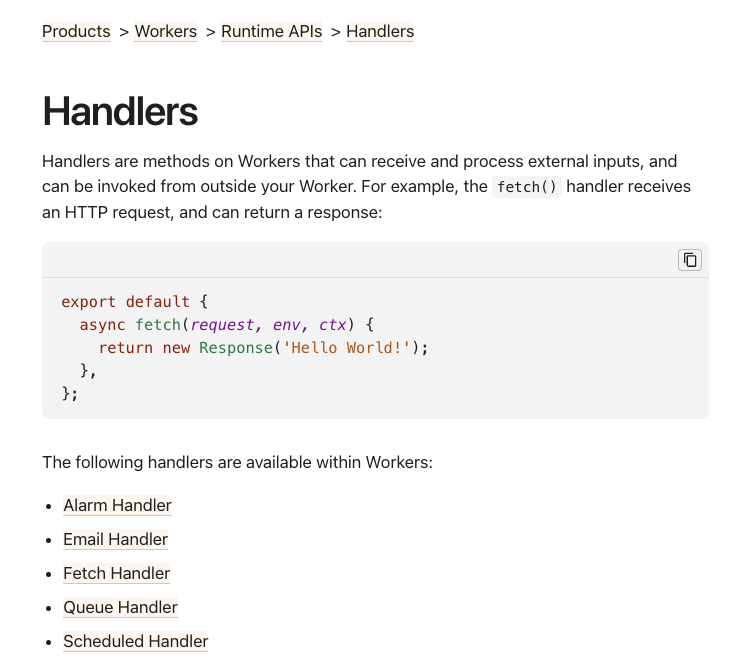 Products > Workers > Runtime APIs > Handlers
Handlers
Handlers are methods on Workers that can receive and process external inputs, and
can be invoked from outside your Worker. For example, the fetch() handler receives
an HTTP request, and can return a response:
export default {
  async fetch(request, env, ctx) {
    return new Response('Hello World!');
  },
};
The following handlers are available within Workers:
• Alarm Handler
• Email Handler
• Fetch Handler
• Queue Handler
• Scheduled Handler